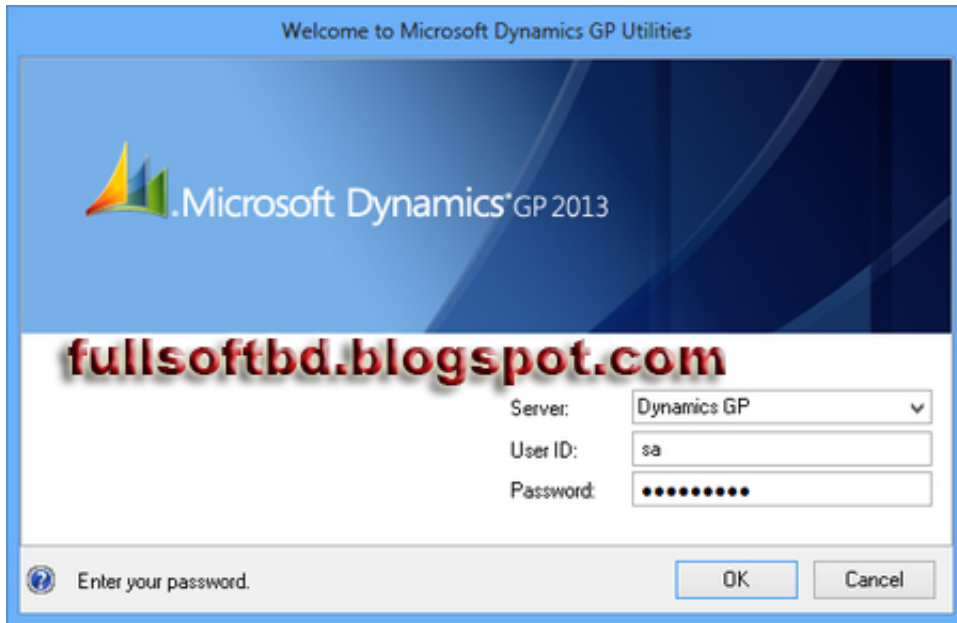 Welcome to Microsoft Dynamics GP Utilities
Microsoft Dynamics GP 2013
fullsoftbd.blogspot.com
Server: Dynamics GP
User ID: sa
Password: •••••••••
Enter your password. OK Cancel